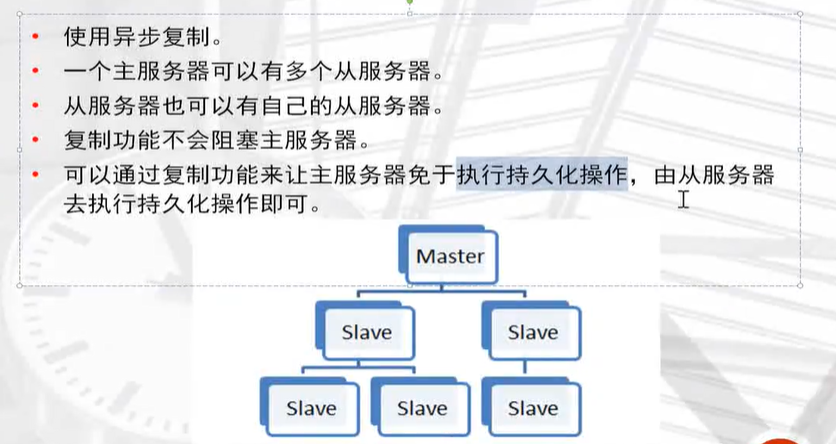 使用异步复制。
一个主服务器可以有多个从服务器。
从服务器也可以有自己的从服务器。
复制功能不会阻塞主服务器。
可以通过复制功能来让主服务器免于执行持久化操作，由从服务器
去执行持久化操作即可。
Master
Slave Slave
Slave Slave Slave